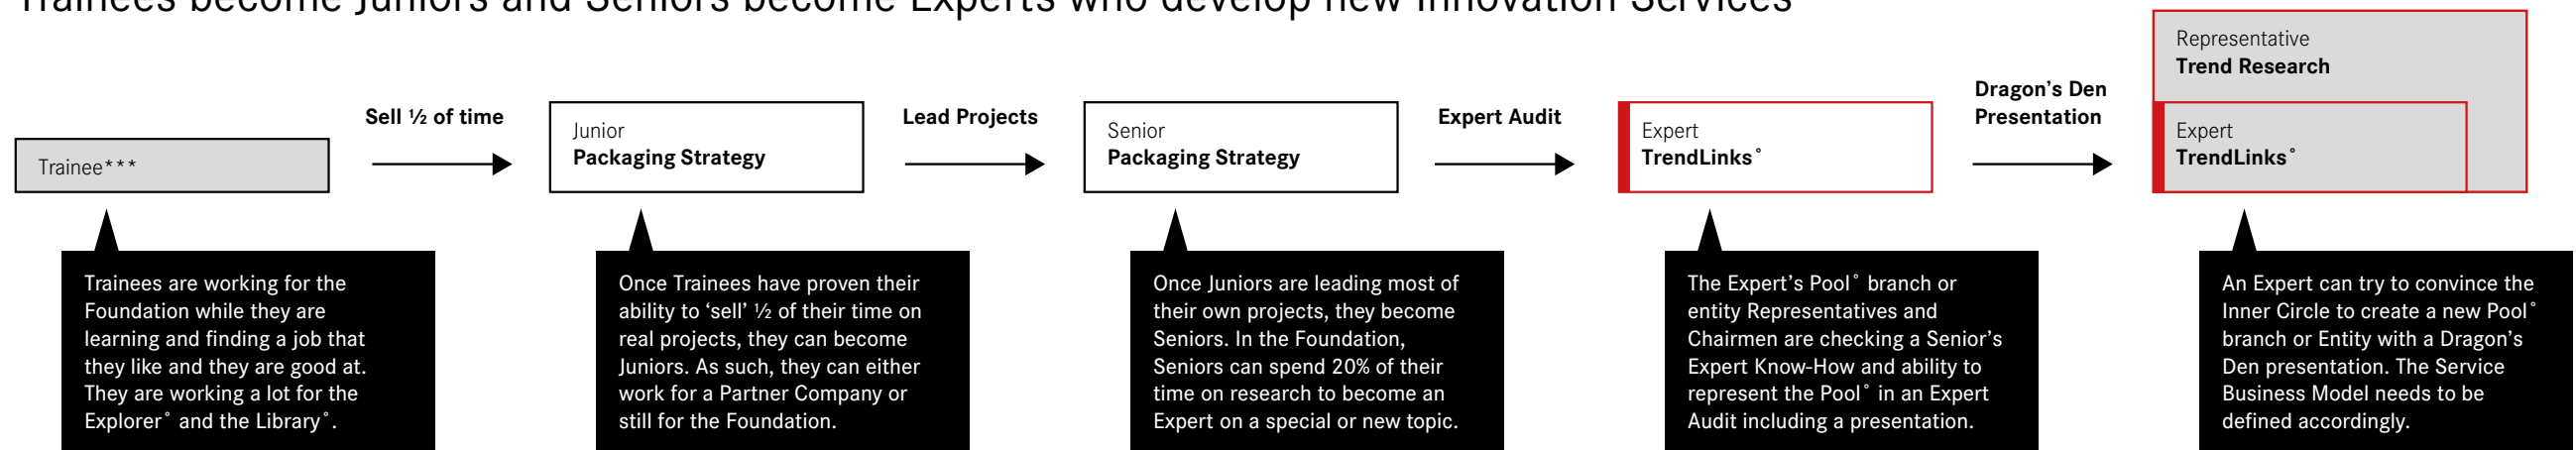 Trainees become Juniors and Seniors become Experts who develop new Innovation Services
Trainee***
Sell ½ of time
Junior
Packaging Strategy
Lead Projects
Senior
Packaging Strategy
Expert Audit
Expert
TrendLinks°
Dragon’s Den
Presentation
Representative
Trend Research
Expert
TrendLinks°
Trainees are working for the
Foundation while they are
learning and finding a job that
they like and they are good at.
They are working a lot for the
Explorer° and the Library°.
Once Trainees have proven their
ability to ‘sell’ ½ of their time on
real projects, they can become
Juniors. As such, they can either
work for a Partner Company or
still for the Foundation.
Once Juniors are leading most of
their own projects, they become
Seniors. In the Foundation,
Seniors can spend 20% of their
time on research to become an
Expert on a special or new topic.
The Expert’s Pool° branch or
entity Representatives and
Chairmen are checking a Senior’s
Expert Know-How and ability to
represent the Pool° in an Expert
Audit including a presentation.
An Expert can try to convince the
Inner Circle to create a new Pool°
branch or Entity with a Dragon’s
Den presentation. The Service
Business Model needs to be
defined accordingly.